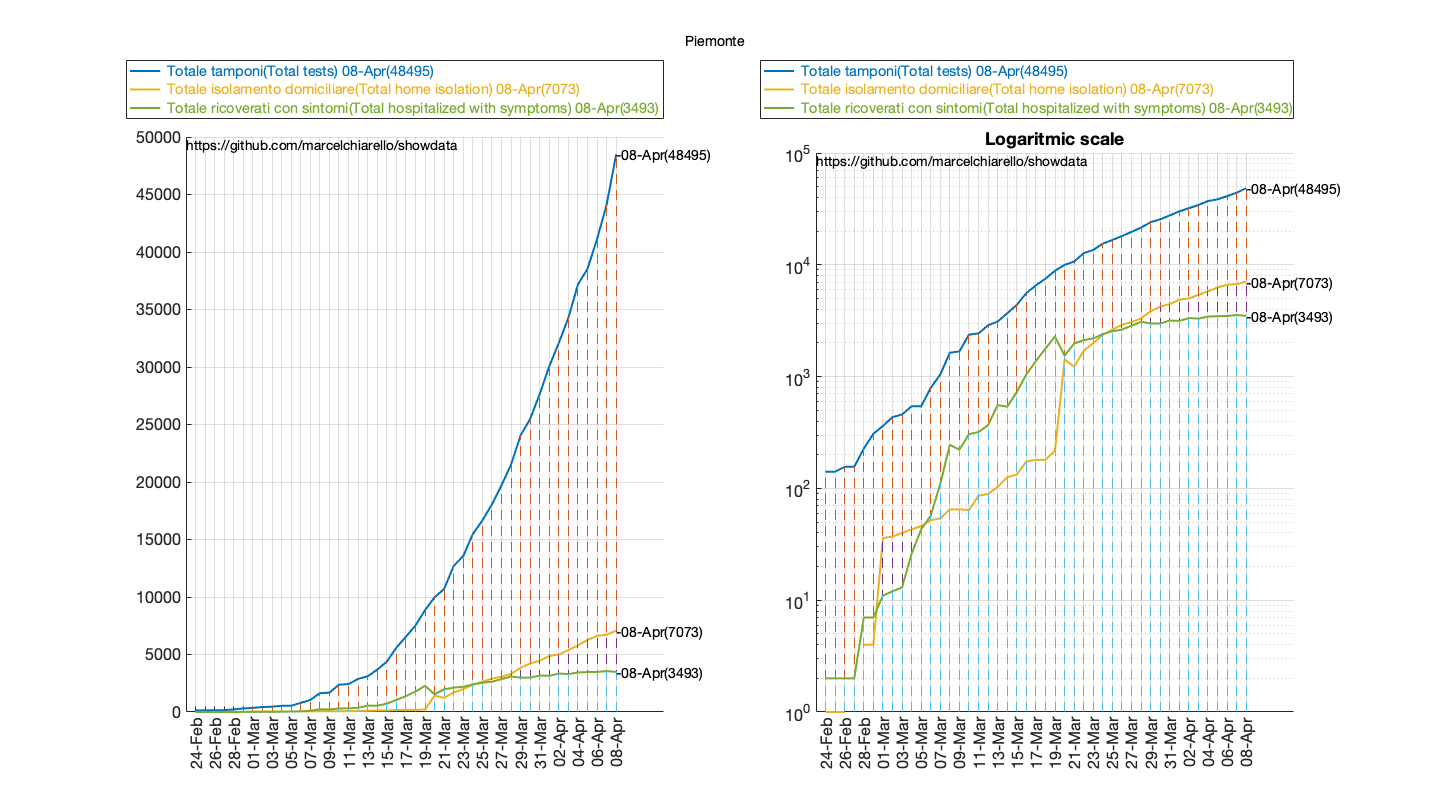 Piemonte
Totale tamponi(Total tests) 08-Apr(48495)
Totale isolamento domiciliare(Total home isolation) 08-Apr(7073)
Totale ricoverati con sintomi(Total hospitalized with symptoms) 08-Apr(3493)
50000
45000
40000
35000
30000
25000
20000
15000
10000
5000
0
https://github.com/marcelchiarello/showdata
08-Apr(48495)
08-Apr(7073)
08-Apr(3493)
24-Feb
26-Feb
28-Feb
01-Mar
03-Mar
05-Mar
07-Mar
09-Mar
11-Mar
13-Mar
15-Mar
17-Mar
19-Mar
21-Mar
23-Mar
25-Mar
27-Mar
29-Mar
31-Mar
02-Apr
04-Apr
06-Apr
08-Apr
Totale tamponi(Total tests) 08-Apr(48495)
Totale isolamento domiciliare(Total home isolation) 08-Apr(7073)
Totale ricoverati con sintomi(Total hospitalized with symptoms) 08-Apr(3493)
Logaritmic scale
10^5
10^4
10^3
10^2
10^1
10^0
https://github.com/marcelchiarello/showdata
08-Apr(48495)
08-Apr(7073)
08-Apr(3493)
24-Feb
26-Feb
28-Feb
01-Mar
03-Mar
05-Mar
07-Mar
09-Mar
11-Mar
13-Mar
15-Mar
17-Mar
19-Mar
21-Mar
23-Mar
25-Mar
27-Mar
29-Mar
31-Mar
02-Apr
04-Apr
06-Apr
08-Apr